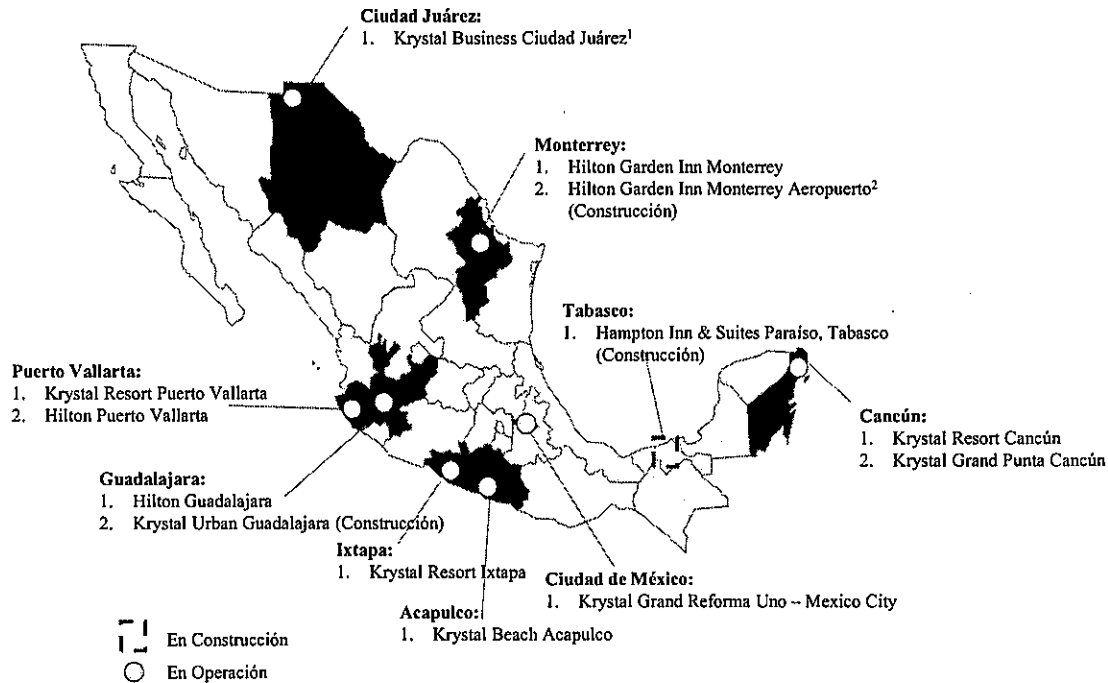 Ciudad Juárez:
1. Krystal Business Ciudad Juárez¹
Monterrey:
1. Hilton Garden Inn Monterrey
2. Hilton Garden Inn Monterrey Aeropuerto²
(Construcción)
Tabasco:
1. Hampton Inn & Suites Paraíso, Tabasco
(Construcción)
Puerto Vallarta:
1. Krystal Resort Puerto Vallarta
2. Hilton Puerto Vallarta
Cancún:
1. Krystal Resort Cancún
2. Krystal Grand Punta Cancún
Guadalajara:
1. Hilton Guadalajara
2. Krystal Urban Guadalajara (Construcción)
Ixtapa:
1. Krystal Resort Ixtapa
Ciudad de México:
1. Krystal Grand Reforma Uno – Mexico City
Acapulco:
1. Krystal Beach Acapulco
En Construcción
En Operación